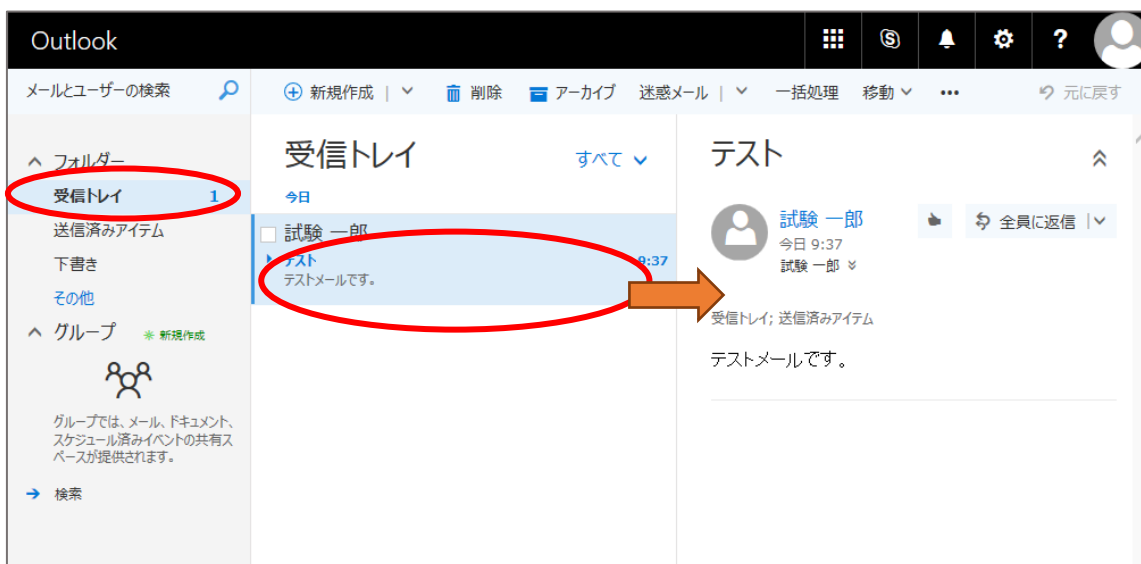 Outlook
?
メールとユーザーの検索
新規作成 | 削除 アーカイブ 迷惑メール | 一括処理 移動 ••• 元に戻す
フォルダー
受信トレイ 1
送信済みアイテム
下書き
その他
グループ ✳ 新規作成
グループでは、メール、ドキュメント、
スケジュール済みイベントの共有ス
ペースが提供されます。
→ 検索
受信トレイ すべて
今日
試験 一郎
テスト 9:37
テストメールです。
テスト
試験 一郎
全員に返信 |
今日 9:37
試験 一郎
受信トレイ; 送信済みアイテム
テストメールです。